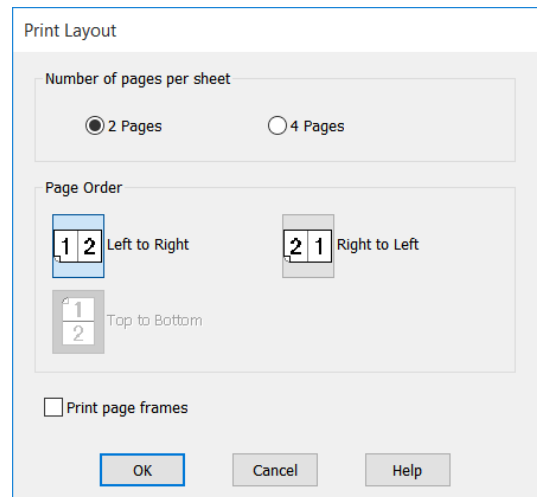 Print Layout
Number of pages per sheet
2 Pages 4 Pages
Page Order
1 2 Left to Right 2 1 Right to Left
1
2 Top to Bottom
Print page frames
OK Cancel Help